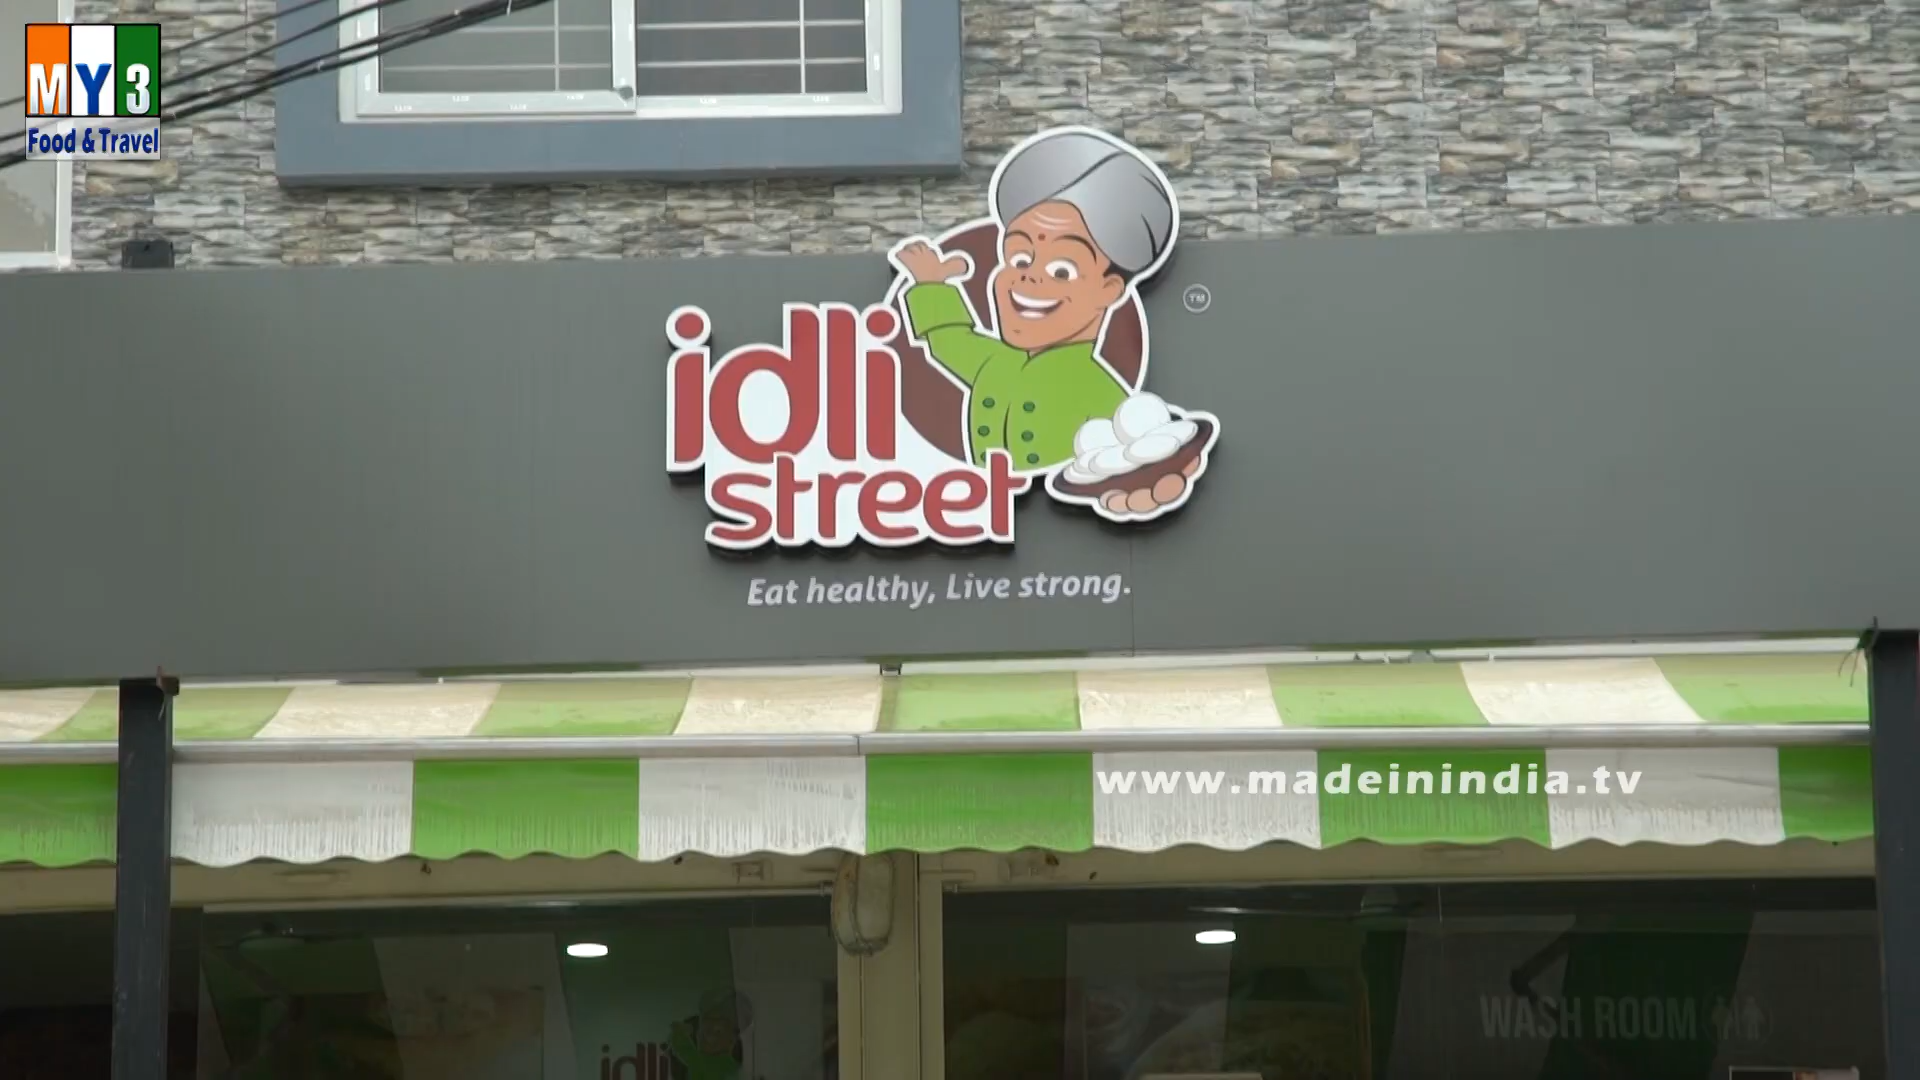 MY3
Food & Travel
idli
street
TM
Eat healthy, Live strong.
www.madeinindia.tv
WASH ROOM
idli